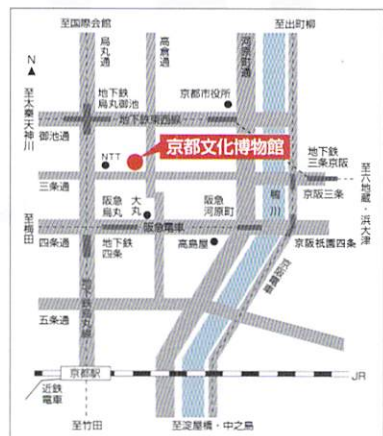 至国際会館
至出町柳
烏丸通
高倉通
河原町通
N
至太秦天神川
地下鉄
烏丸御池
京都市役所
地下鉄東西線
御池通
京都文化博物館
NTT
地下鉄
三条京阪
三条通
京阪三条
至六地蔵・浜大津
阪急
烏丸
大丸
阪急
河原町
鴨川
至梅田
阪急電車
四条通
地下鉄
四条
高島屋
京阪祇園四条
京阪電車
地下鉄烏丸線
五条通
京都駅
JR
近鉄
電車
至竹田
至淀屋橋・中之島